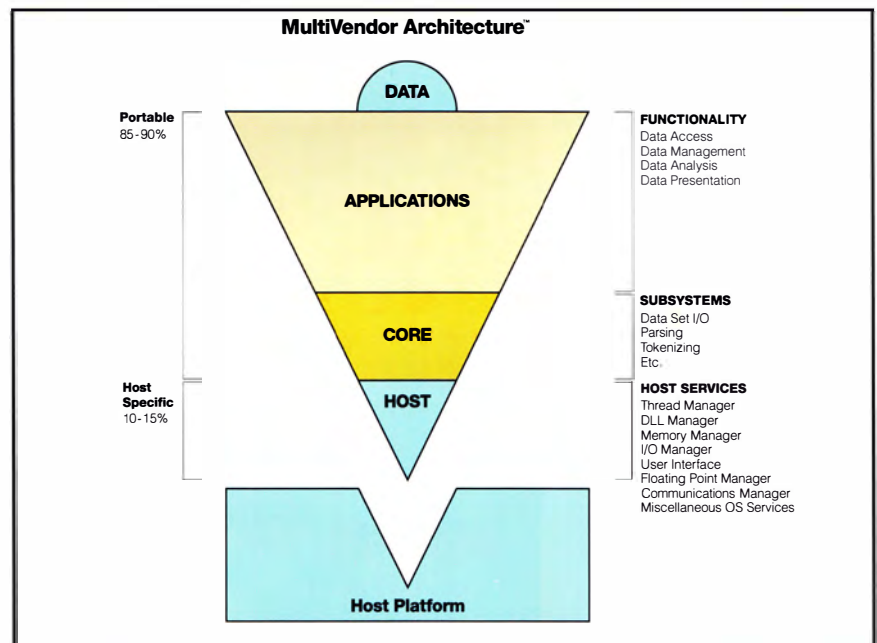 MultiVendor Architecture™
DATA
Portable
85-90%
APPLICATIONS
FUNCTIONALITY
Data Access
Data Management
Data Analysis
Data Presentation
CORE
SUBSYSTEMS
Data Set I/O
Parsing
Tokenizing
Etc.
Host
Specific
10-15%
HOST
HOST SERVICES
Thread Manager
DLL Manager
Memory Manager
I/O Manager
User Interface
Floating Point Manager
Communications Manager
Miscellaneous OS Services
Host Platform